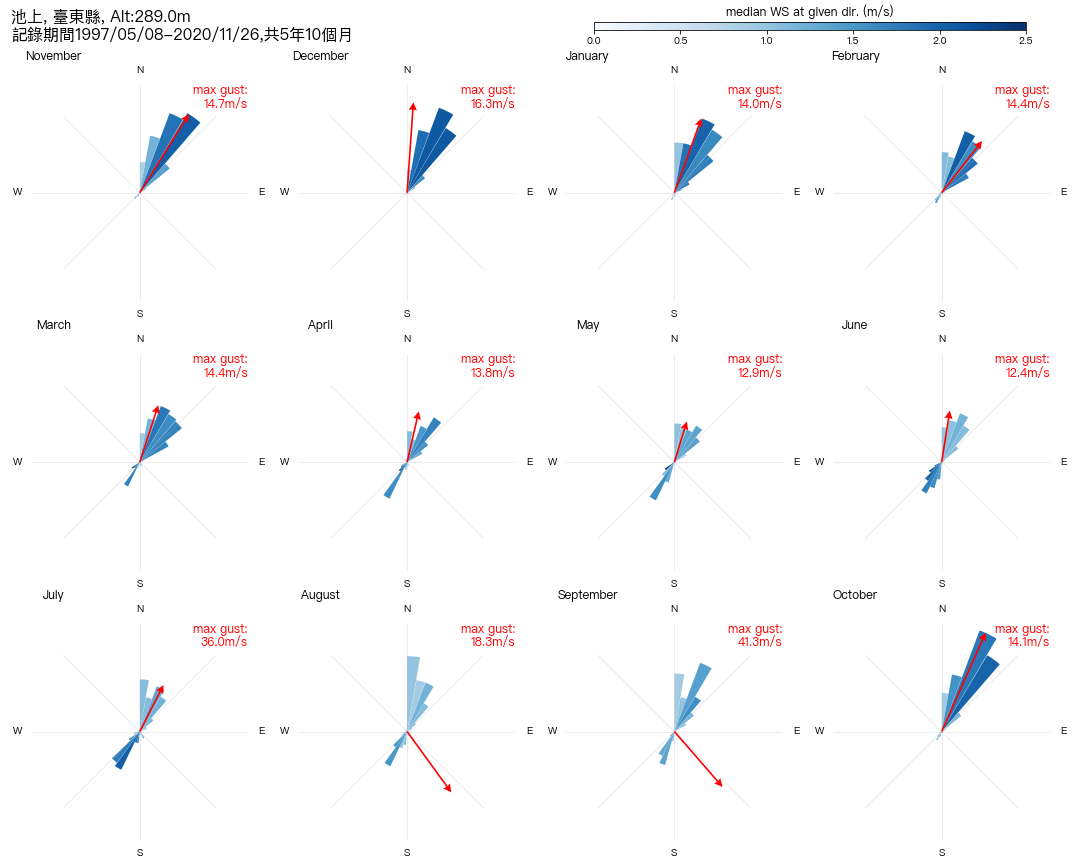 池上, 臺東縣, Alt:289.0m
記錄期間1997/05/08-2020/11/26,共5年10個月
median WS at given dir. (m/s)
0.0 0.5 1.0 1.5 2.0 2.5
November
N
max gust:
14.7m/s
W
E
S
December
N
max gust:
16.3m/s
W
E
S
January
N
max gust:
14.0m/s
W
E
S
February
N
max gust:
14.4m/s
W
E
S
March
N
max gust:
14.4m/s
W
E
S
April
N
max gust:
13.8m/s
W
E
S
May
N
max gust:
12.9m/s
W
E
S
June
N
max gust:
12.4m/s
W
E
S
July
N
max gust:
36.0m/s
W
E
S
August
N
max gust:
18.3m/s
W
E
S
September
N
max gust:
41.3m/s
W
E
S
October
N
max gust:
14.1m/s
W
E
S